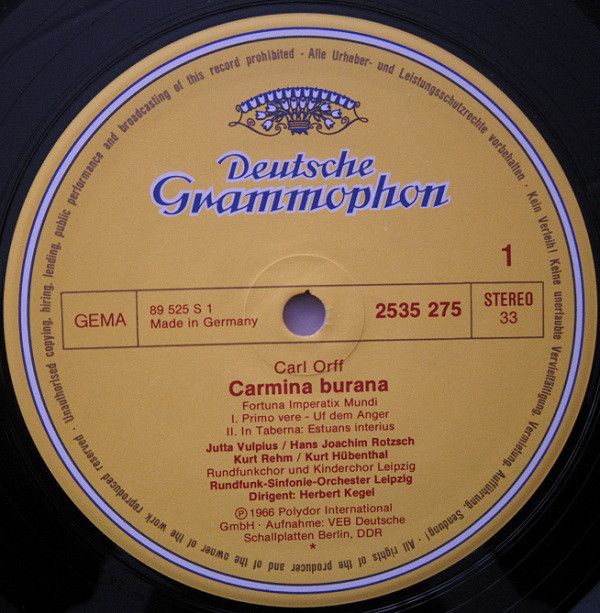 Unauthorised copying, hiring, lending, public performance and broadcasting of this record prohibited · Alle Urheber- und Leistungsschutzrechte vorbehalten · Kein Verleih! Keine unerlaubte Vervielfältigung, Vermietung, Aufführung, Sendung! · All rights of the producer and of the owner of the work reproduced reserved ·
Deutsche
Grammophon
1
GEMA
89 525 S 1
Made in Germany
2535 275
STEREO
33
Carl Orff
Carmina burana
Fortuna Imperatix Mundi
I. Primo vere - Uf dem Anger
II. In Taberna: Estuans interius
Jutta Vulpius / Hans Joachim Rotzsch
Kurt Rehm / Kurt Hübenthal
Rundfunkchor und Kinderchor Leipzig
Rundfunk-Sinfonie-Orchester Leipzig
Dirigent: Herbert Kegel
Ⓟ 1966 Polydor International
GmbH · Aufnahme: VEB Deutsche
Schallplatten Berlin, DDR
*